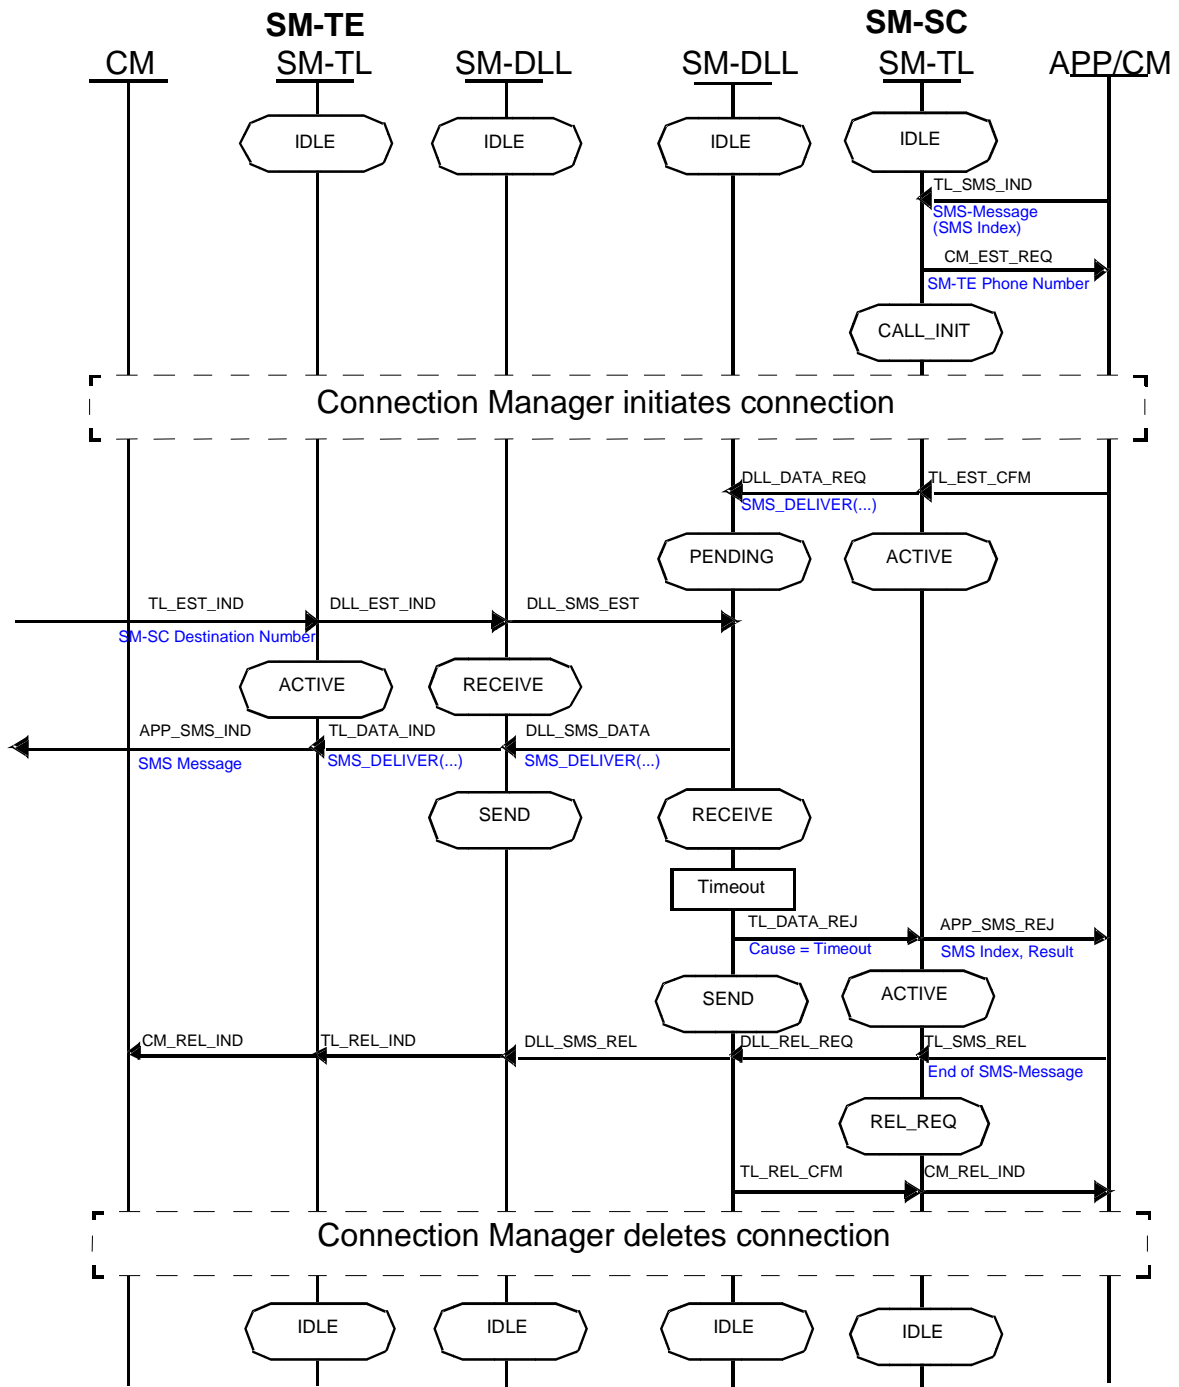 SM-TE SM-SC
CM SM-TL SM-DLL SM-DLL SM-TL APP/CM
IDLE IDLE IDLE IDLE
TL_SMS_IND
SMS-Message
(SMS Index)
CM_EST_REQ
SM-TE Phone Number
CALL_INIT
Connection Manager initiates connection
DLL_DATA_REQ TL_EST_CFM
SMS_DELIVER(...)
PENDING ACTIVE
TL_EST_IND DLL_EST_IND DLL_SMS_EST
SM-SC Destination Number
ACTIVE RECEIVE
APP_SMS_IND TL_DATA_IND DLL_SMS_DATA
SMS Message SMS_DELIVER(...) SMS_DELIVER(...)
SEND RECEIVE
Timeout
TL_DATA_REJ APP_SMS_REJ
Cause = Timeout SMS Index, Result
SEND ACTIVE
CM_REL_IND TL_REL_IND DLL_SMS_REL DLL_REL_REQ TL_SMS_REL
End of SMS-Message
REL_REQ
TL_REL_CFM CM_REL_IND
Connection Manager deletes connection
IDLE IDLE IDLE IDLE